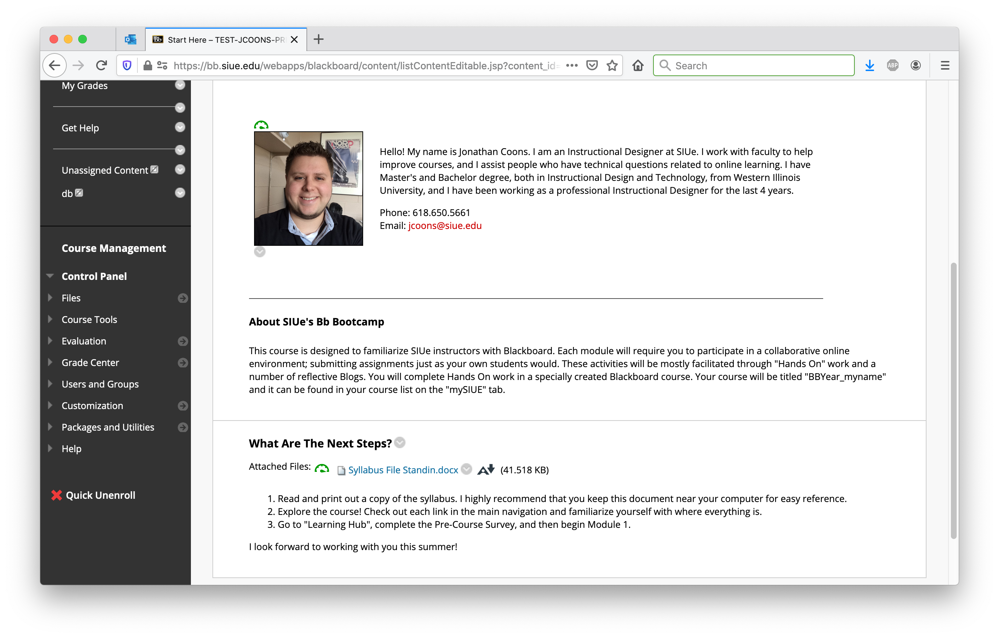 Start Here – TEST-JCOONS-PR
https://bb.siue.edu/webapps/blackboard/content/listContentEditable.jsp?content_id=
Search
ABP
My Grades
Get Help
Unassigned Content
db
Course Management
Control Panel
Files
Course Tools
Evaluation
Grade Center
Users and Groups
Customization
Packages and Utilities
Help
Quick Unenroll
NORD
EXPRESS
Hello! My name is Jonathan Coons. I am an Instructional Designer at SIUe. I work with faculty to help
improve courses, and I assist people who have technical questions related to online learning. I have
Master's and Bachelor degree, both in Instructional Design and Technology, from Western Illinois
University, and I have been working as a professional Instructional Designer for the last 4 years.
Phone: 618.650.5661
Email: jcoons@siue.edu
About SIUe's Bb Bootcamp
This course is designed to familiarize SIUe instructors with Blackboard. Each module will require you to participate in a collaborative online
environment; submitting assignments just as your own students would. These activities will be mostly facilitated through "Hands On" work and a
number of reflective Blogs. You will complete Hands On work in a specially created Blackboard course. Your course will be titled "BBYear_myname"
and it can be found in your course list on the "mySIUE" tab.
What Are The Next Steps?
Attached Files: Syllabus File Standin.docx (41.518 KB)
1. Read and print out a copy of the syllabus. I highly recommend that you keep this document near your computer for easy reference.
2. Explore the course! Check out each link in the main navigation and familiarize yourself with where everything is.
3. Go to "Learning Hub", complete the Pre-Course Survey, and then begin Module 1.
I look forward to working with you this summer!